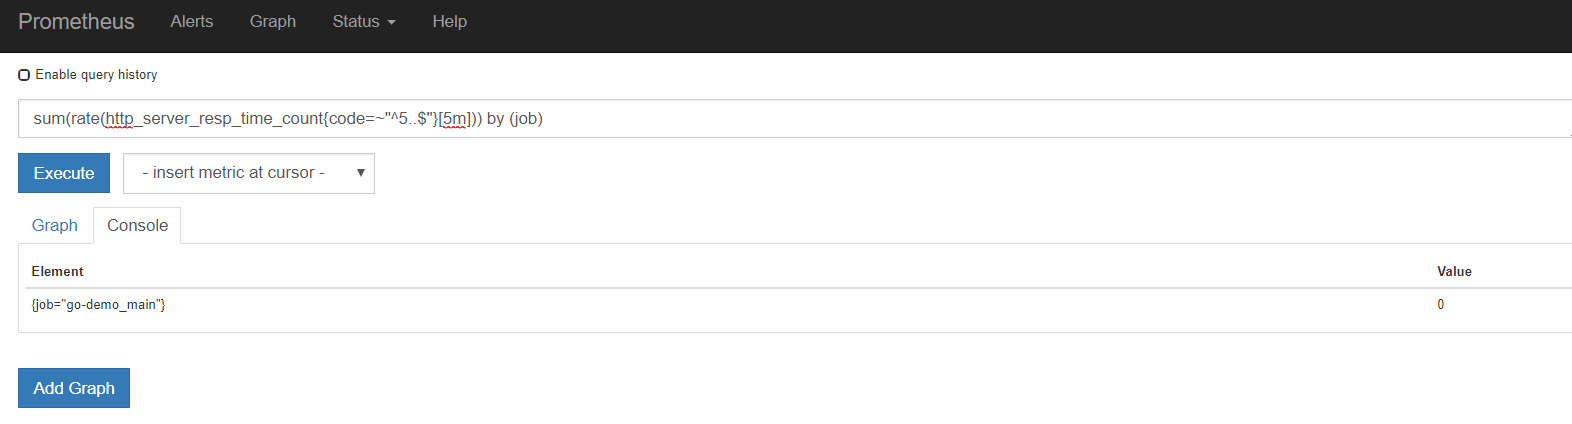 Prometheus Alerts Graph Status Help
Enable query history
sum(rate(http_server_resp_time_count{code=~"^5..$"}[5m])) by (job)
Execute - insert metric at cursor -
Graph Console
Element Value
{job="go-demo_main"} 0
Add Graph